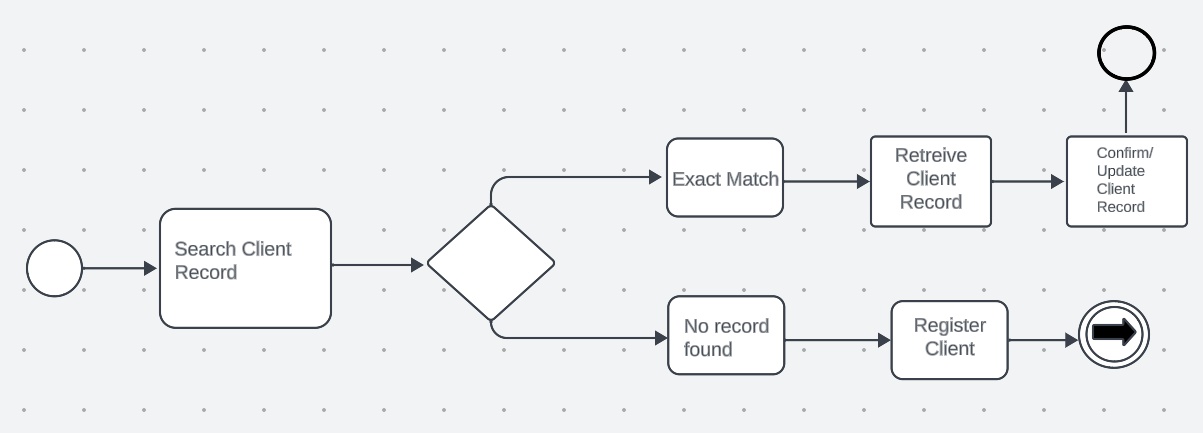 Search Client
Record
Exact Match
Retreive
Client
Record
Confirm/
Update
Client
Record
No record
found
Register
Client